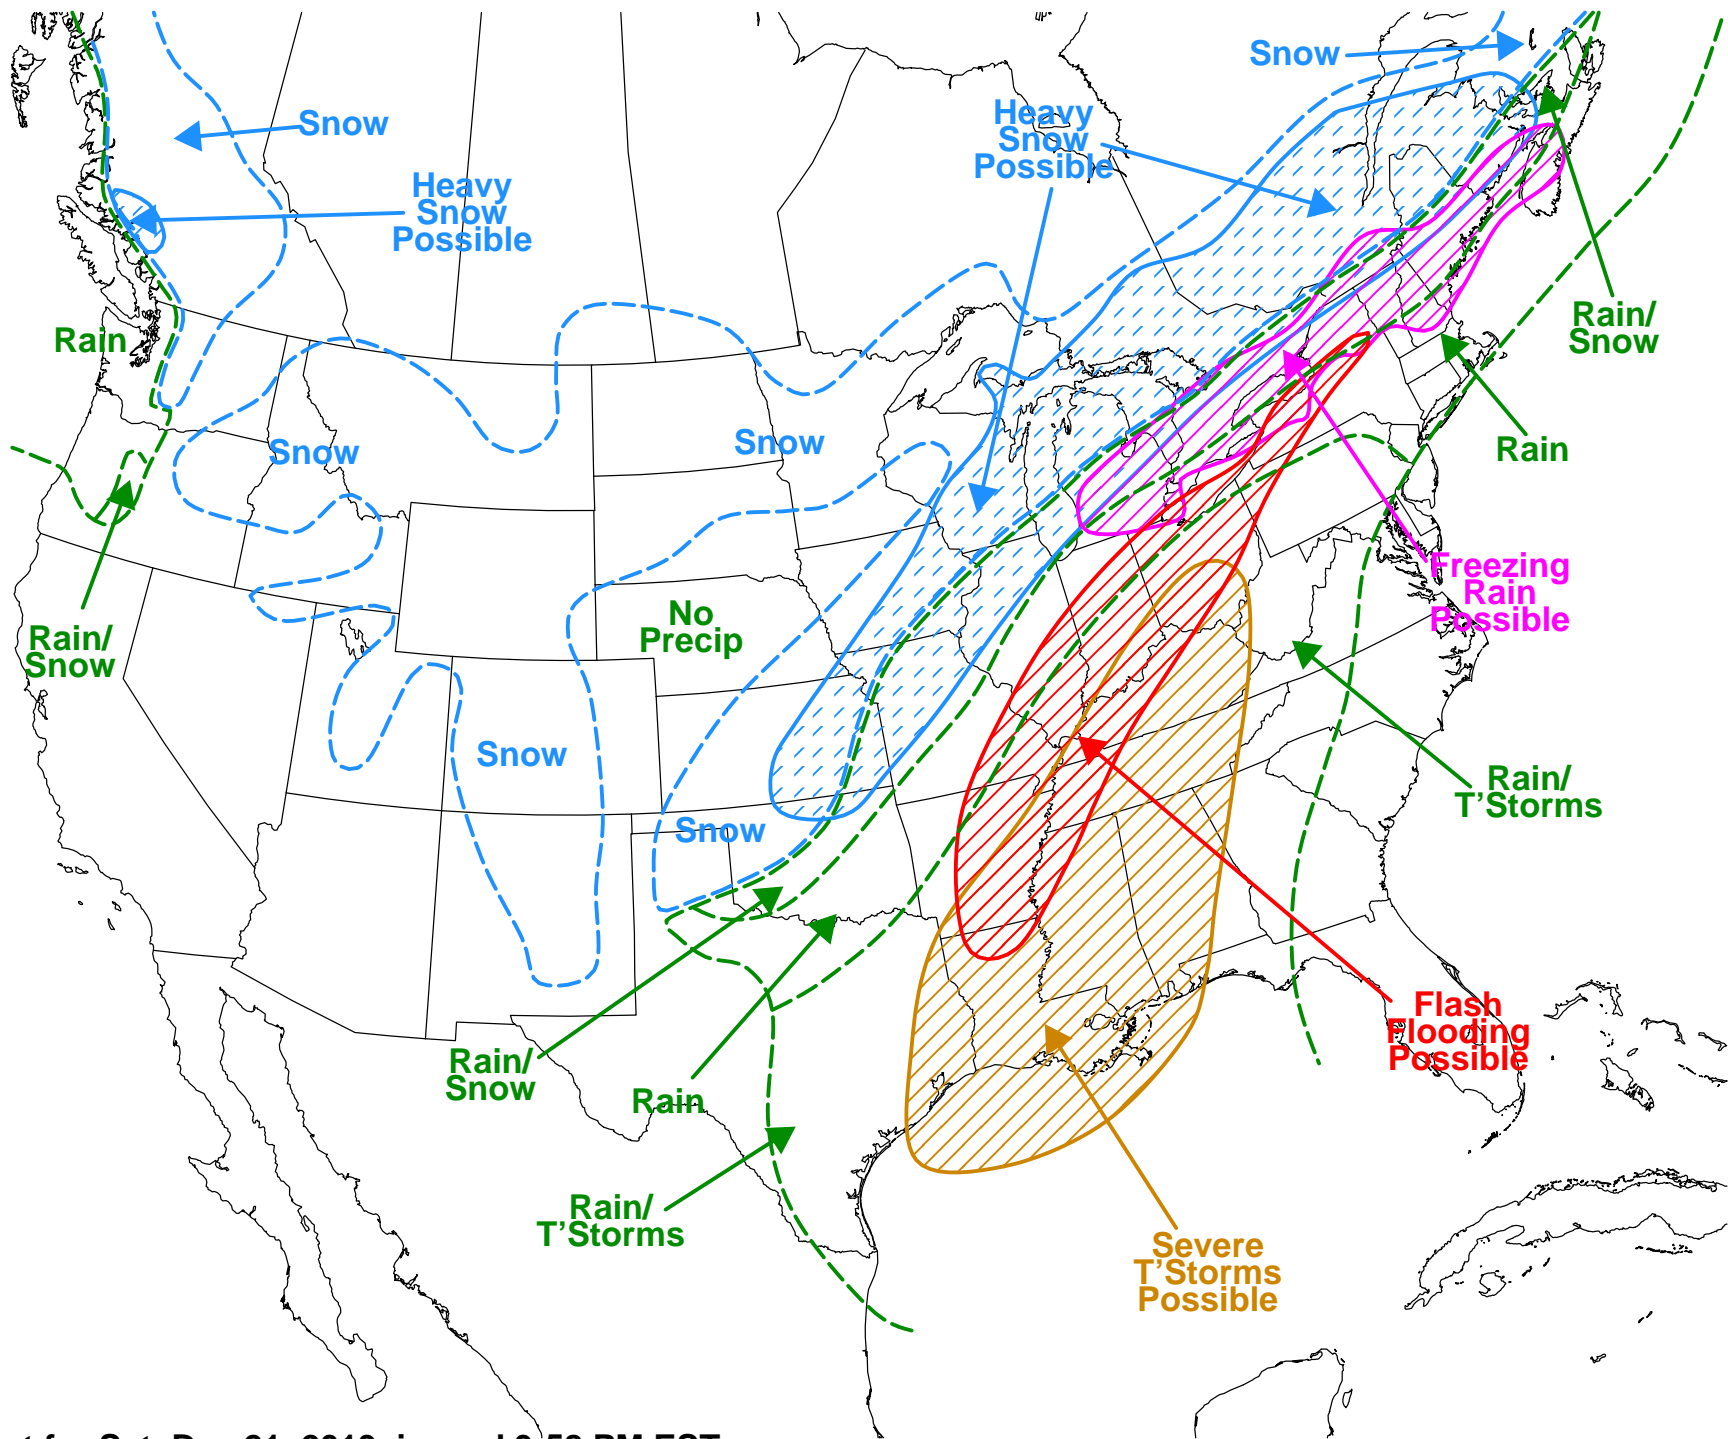 Snow
Snow
Heavy
Snow
Possible
Heavy
Snow
Possible
Rain
Rain/
Snow
Snow
Snow
Rain
No
Precip
Freezing
Rain
Possible
Rain/
Snow
Snow
Rain/
T'Storms
Snow
Flash
Flooding
Possible
Rain/
Snow
Rain
Rain/
T'Storms
Severe
T'Storms
Possible